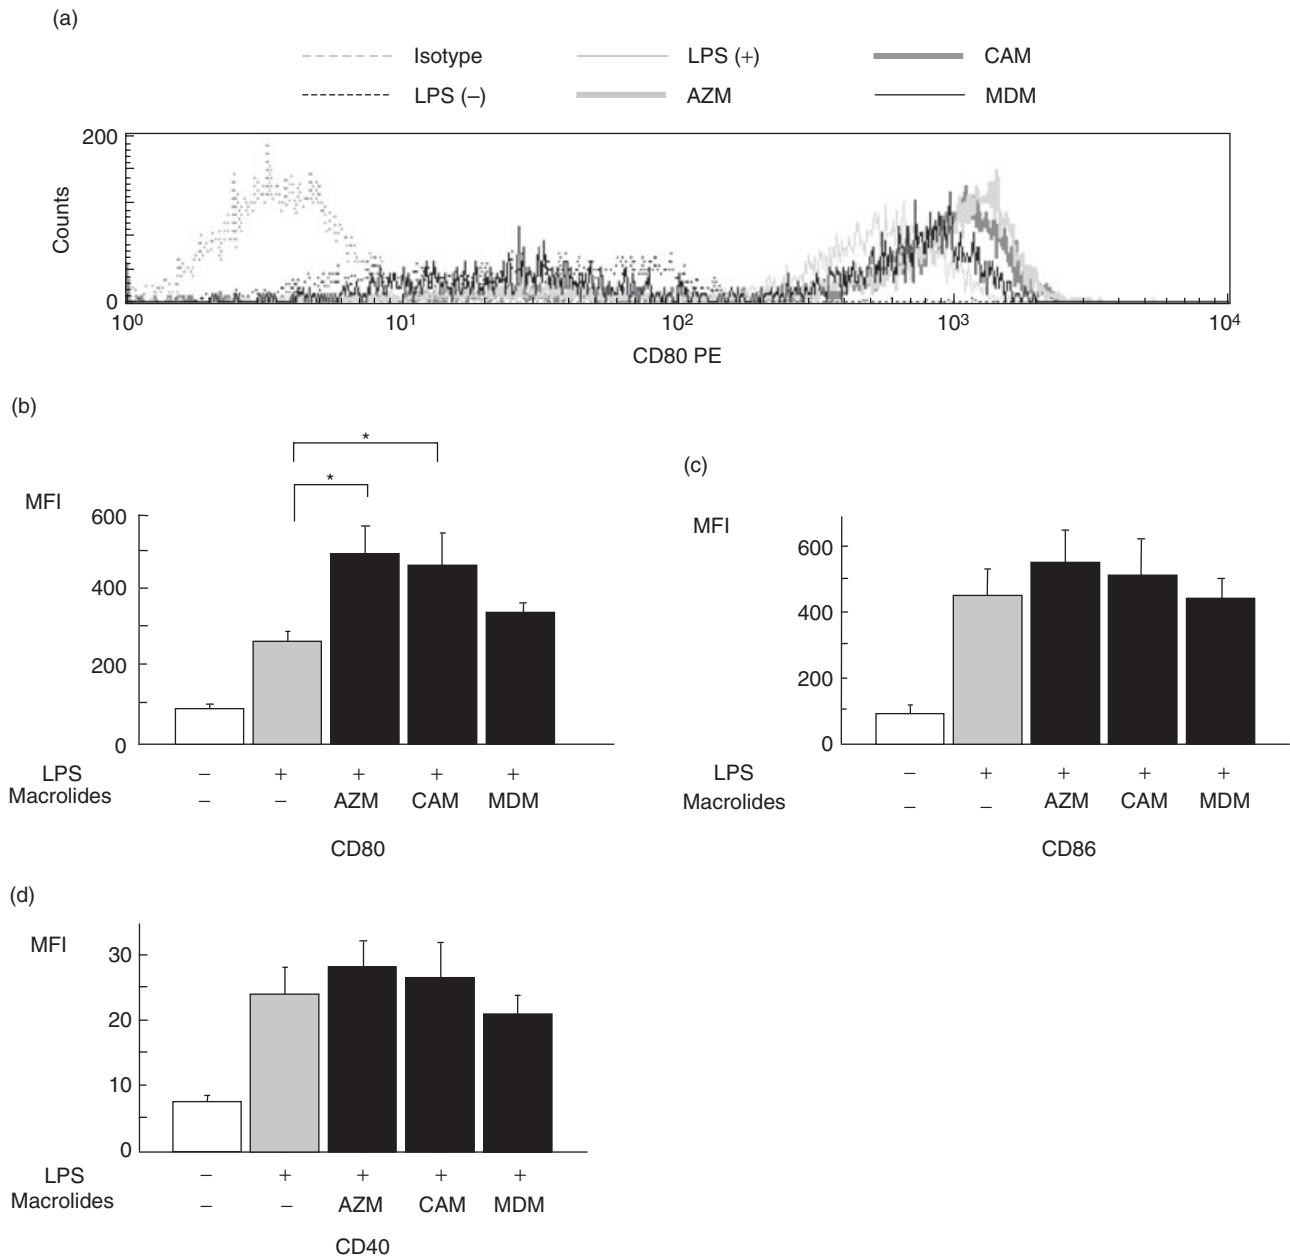 (a)
Isotype LPS (+) CAM
LPS (–) AZM MDM
200
Counts
0
10⁰ 10¹ 10² 10³ 10⁴
CD80 PE
(b)
*
*
MFI
600
400
200
0
LPS – + + + +
Macrolides – – AZM CAM MDM
CD80
(c)
MFI
600
400
200
0
LPS – + + + +
Macrolides – – AZM CAM MDM
CD86
(d)
MFI
30
20
10
0
LPS – + + + +
Macrolides – – AZM CAM MDM
CD40